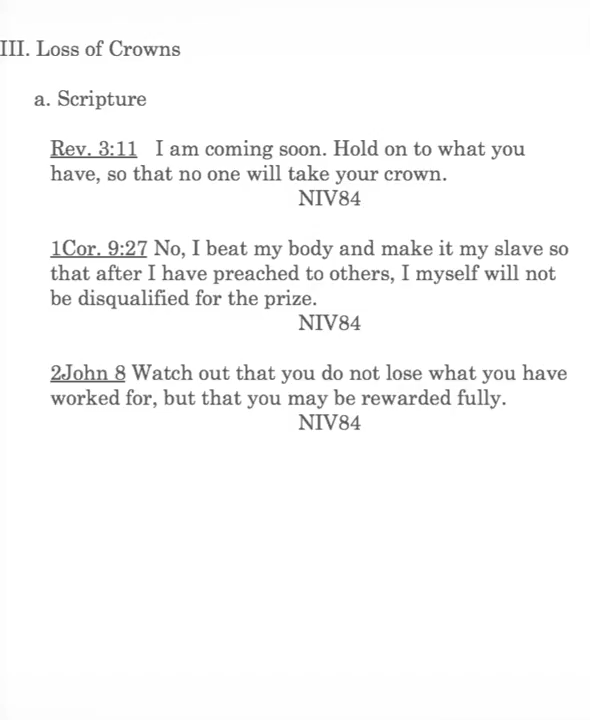 III. Loss of Crowns
a. Scripture
Rev. 3:11 I am coming soon. Hold on to what you
have, so that no one will take your crown.
NIV84
1Cor. 9:27 No, I beat my body and make it my slave so
that after I have preached to others, I myself will not
be disqualified for the prize.
NIV84
2John 8 Watch out that you do not lose what you have
worked for, but that you may be rewarded fully.
NIV84